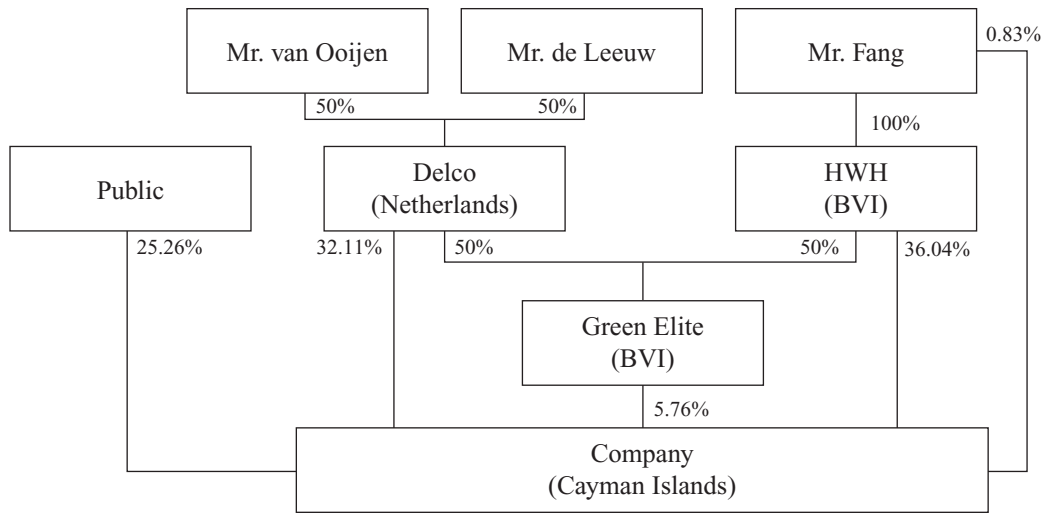 Mr. van Ooijen
Mr. de Leeuw
Mr. Fang
0.83%
50%
50%
100%
Public
Delco
(Netherlands)
HWH
(BVI)
25.26%
32.11%
50%
50%
36.04%
Green Elite
(BVI)
5.76%
Company
(Cayman Islands)